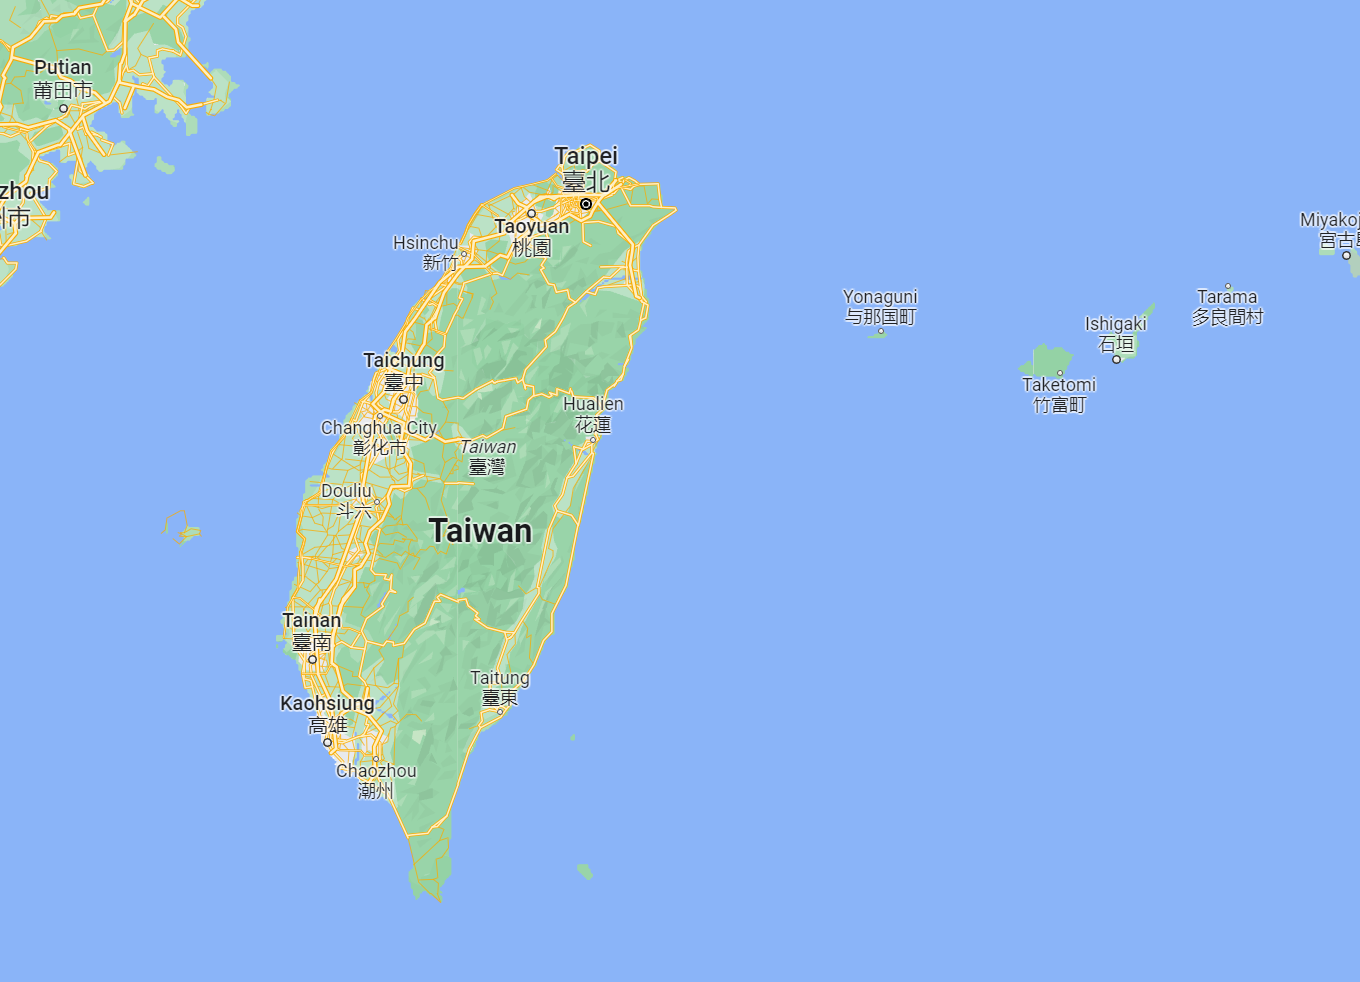 Putian
莆田市
zhou
州市
Taipei
臺北
Taoyuan
桃園
Hsinchu
新竹
Miyakoj
宮古島
Yonaguni
与那国町
Tarama
多良間村
Ishigaki
石垣
Taichung
臺中
Taketomi
竹富町
Hualien
花蓮
Changhua City
彰化市
Taiwan
臺灣
Douliu
斗六
Taiwan
Tainan
臺南
Taitung
臺東
Kaohsiung
高雄
Chaozhou
潮州